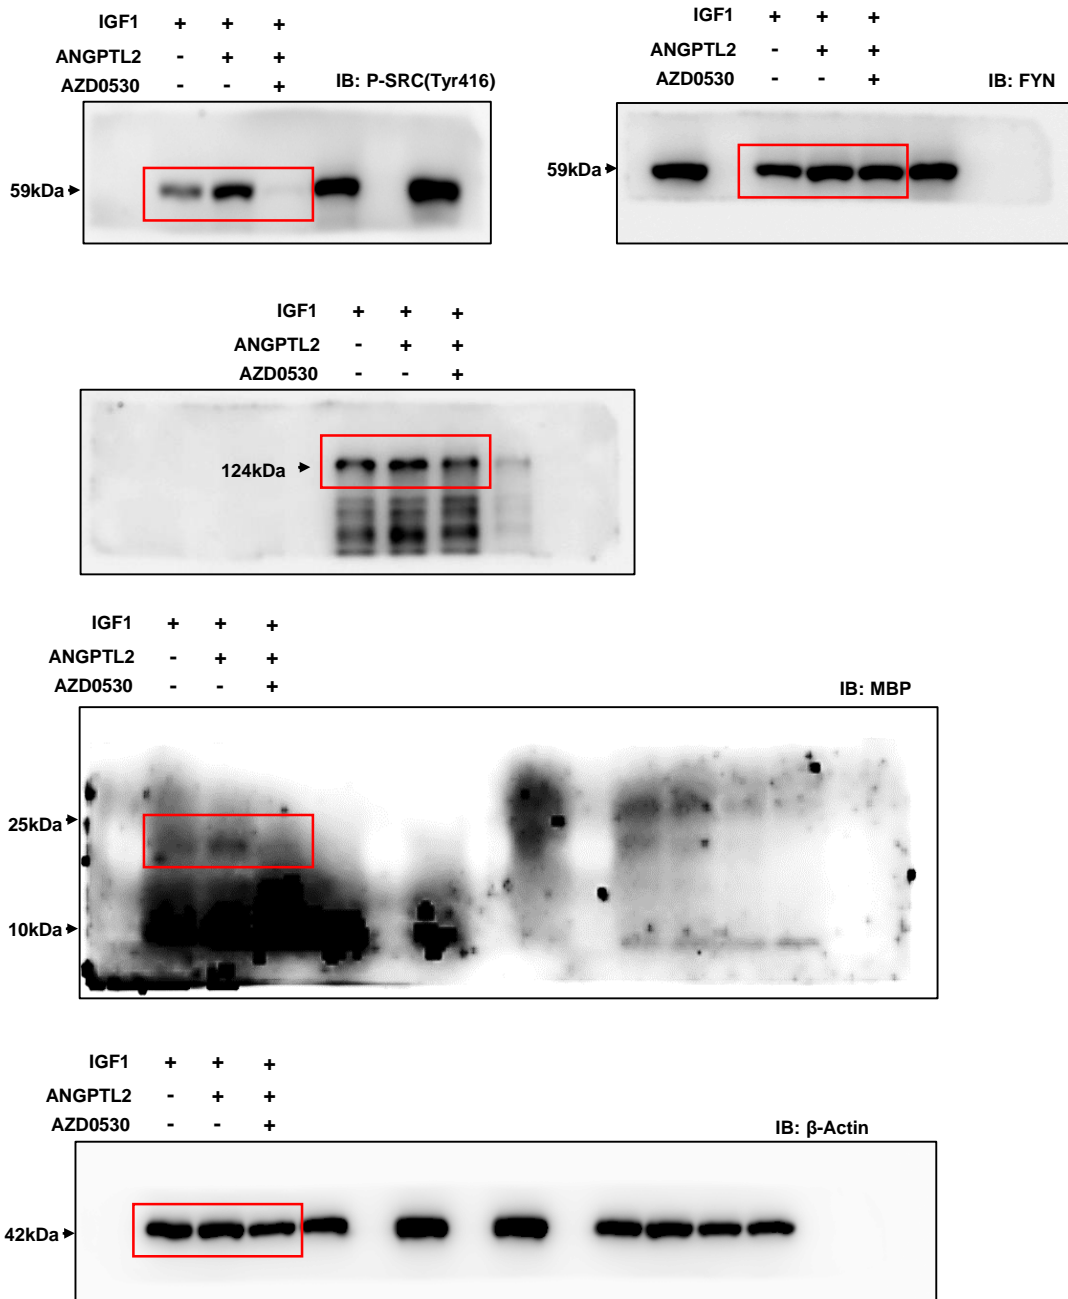 IGF1 + + +
ANGPTL2 - + +
AZD0530 - - +
IB: P-SRC(Tyr416)
59kDa
IGF1 + + +
ANGPTL2 - + +
AZD0530 - - +
IB: FYN
59kDa
IGF1 + + +
ANGPTL2 - + +
AZD0530 - - +
124kDa
IGF1 + + +
ANGPTL2 - + +
AZD0530 - - +
IB: MBP
25kDa
10kDa
IGF1 + + +
ANGPTL2 - + +
AZD0530 - - +
IB: β-Actin
42kDa